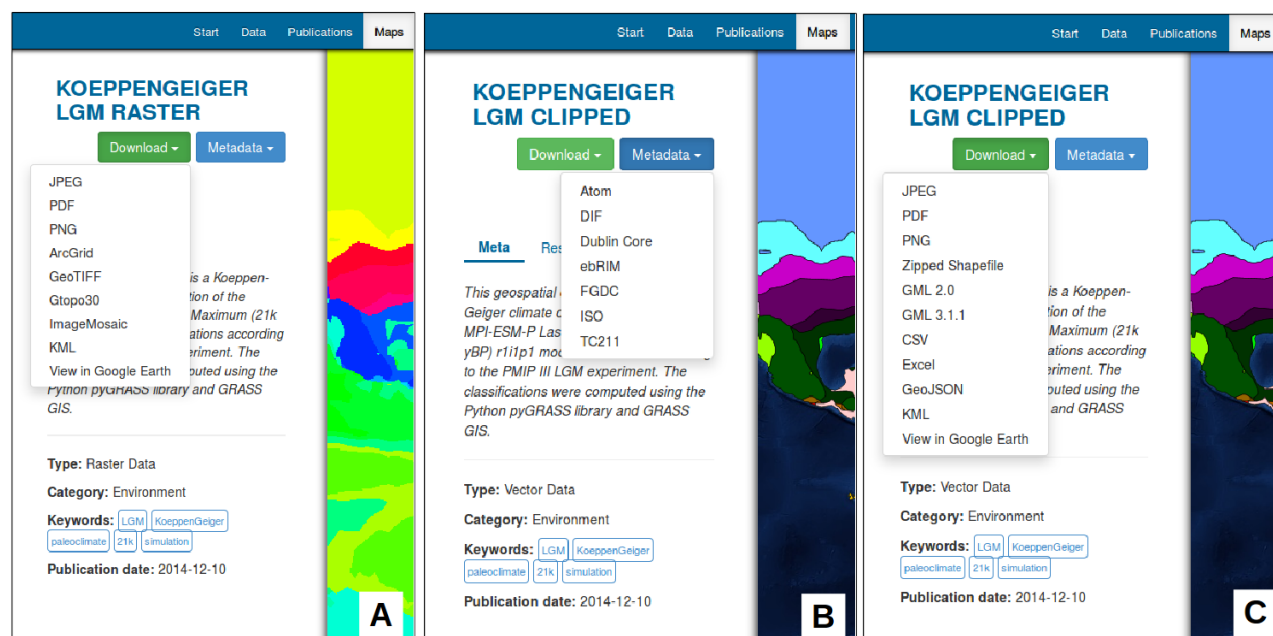 Start Data Publications Maps
KOEPPENGEIGER
LGM RASTER
Download Metadata
JPEG
PDF
PNG
ArcGrid
GeoTIFF
Gtopo30
ImageMosaic
KML
View in Google Earth
is a Koeppen-
tion of the
Maximum (21k
ations according
eriment. The
puted using the
Python pyGRASS library and GRASS
GIS.
Type: Raster Data
Category: Environment
Keywords: LGM KoeppenGeiger
paleoclimate 21k simulation
Publication date: 2014-12-10
A
Start Data Publications Maps
KOEPPENGEIGER
LGM CLIPPED
Download Metadata
Atom
DIF
Dublin Core
ebRIM
FGDC
ISO
TC211
Meta Res
This geospatial
Geiger climate c
MPI-ESM-P Las
yBP) r1i1p1 mod
to the PMIP III LGM experiment. The
classifications were computed using the
Python pyGRASS library and GRASS
GIS.
Type: Vector Data
Category: Environment
Keywords: LGM KoeppenGeiger
paleoclimate 21k simulation
Publication date: 2014-12-10
B
Start Data Publications Maps
KOEPPENGEIGER
LGM CLIPPED
Download Metadata
JPEG
PDF
PNG
Zipped Shapefile
GML 2.0
GML 3.1.1
CSV
Excel
GeoJSON
KML
View in Google Earth
is a Koeppen-
tion of the
Maximum (21k
ations according
eriment. The
puted using the
and GRASS
Type: Vector Data
Category: Environment
Keywords: LGM KoeppenGeiger
paleoclimate 21k simulation
Publication date: 2014-12-10
C